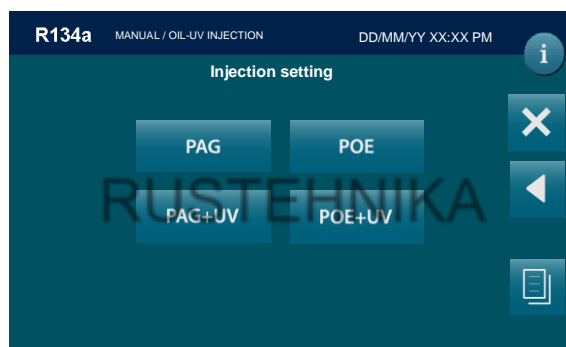 R134a MANUAL / OIL-UV INJECTION DD/MM/YY XX:XX PM
i
Injection setting
PAG POE
RUSTEHNIKA
PAG+UV POE+UV